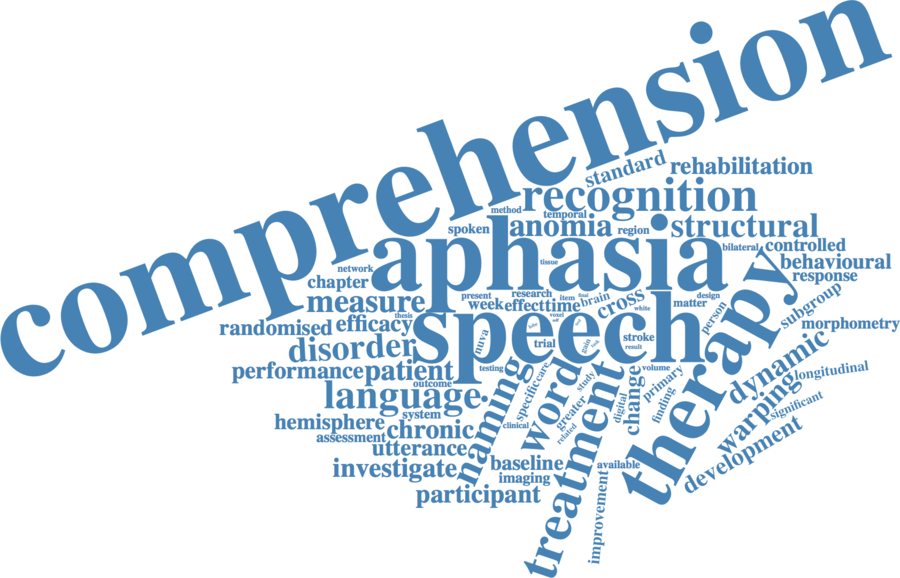 comprehension
standard
rehabilitation
recognition
method
temporal
spoken
anomia
region
structural
aphasia
bilateral
controlled
tissue
behavioural
network
response
chapter
measure
present
research
item
final
brain
cross
white
matter
design
week
effect
time
thesis
voxel
person
subgroup
randomised
efficacy
speech
therapy
morphometry
disorder
nuva
trial
gain
stroke
result
performance
patient
testing
volume
dynamic
longitudinal
outcome
specific
care
study
primary
language
naming
word
greater
digital
change
finding
warping
significant
system
hemisphere
clinical
related
assessment
chronic
treatment
development
utterance
investigate
baseline
available
imaging
participant
improvement